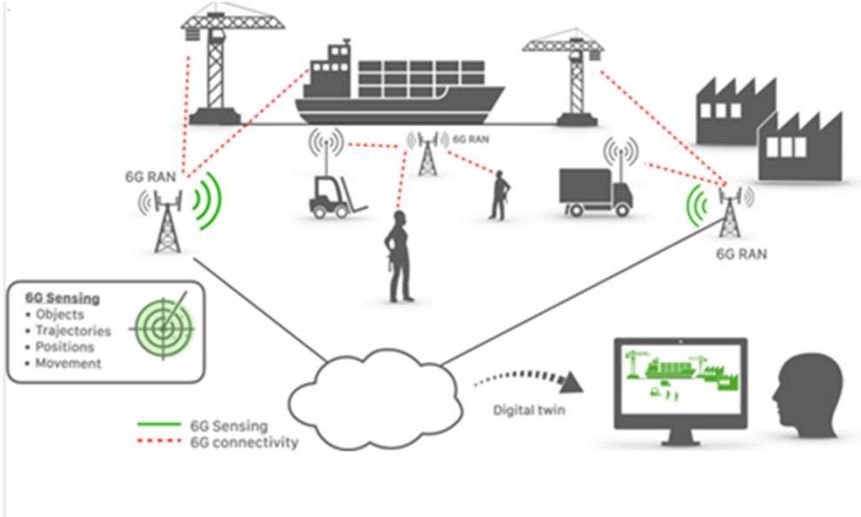 6G RAN
6G RAN
6G RAN
6G Sensing
• Objects
• Trajectories
• Positions
• Movement
Digital twin
6G Sensing
6G connectivity